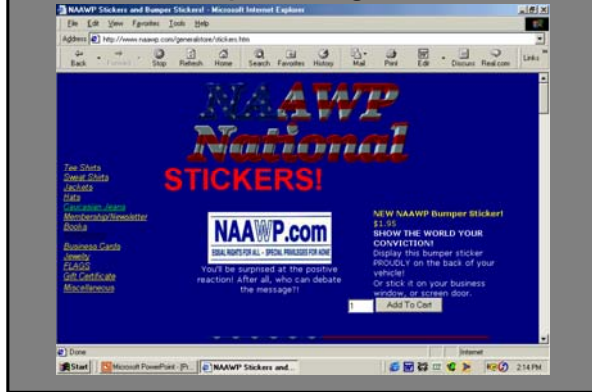 NAAWP Stickers and Bumper Stickers! - Microsoft Internet Explorer
File Edit View Favorites Tools Help
Address http://www.naawp.com/generalstore/stickers.htm
Back Forward Stop Refresh Home Search Favorites History Mail Print Edit Discuss Real.com Links
NAAWP
National
STICKERS!
Tee Shirts
Sweat Shirts
Jackets
Hats
Caucasian Jeans
Membership/Newsletter
Books
Business Cards
Jewelry
FLAGS
Gift Certificate
Miscellaneous
NAAWP.com
EQUAL RIGHTS FOR ALL - SPECIAL PRIVILEGES FOR NONE
You'll be surprised at the positive
reaction! After all, who can debate
the message?!
NEW NAAWP Bumper Sticker!
$1.95
SHOW THE WORLD YOUR
CONVICTION!
Display this bumper sticker
PROUDLY on the back of your
vehicle!
Or stick it on your business
window, or screen door.
1 Add To Cart
Done Internet
Start Microsoft PowerPoint - [Pr... NAAWP Stickers and... 2:14 PM